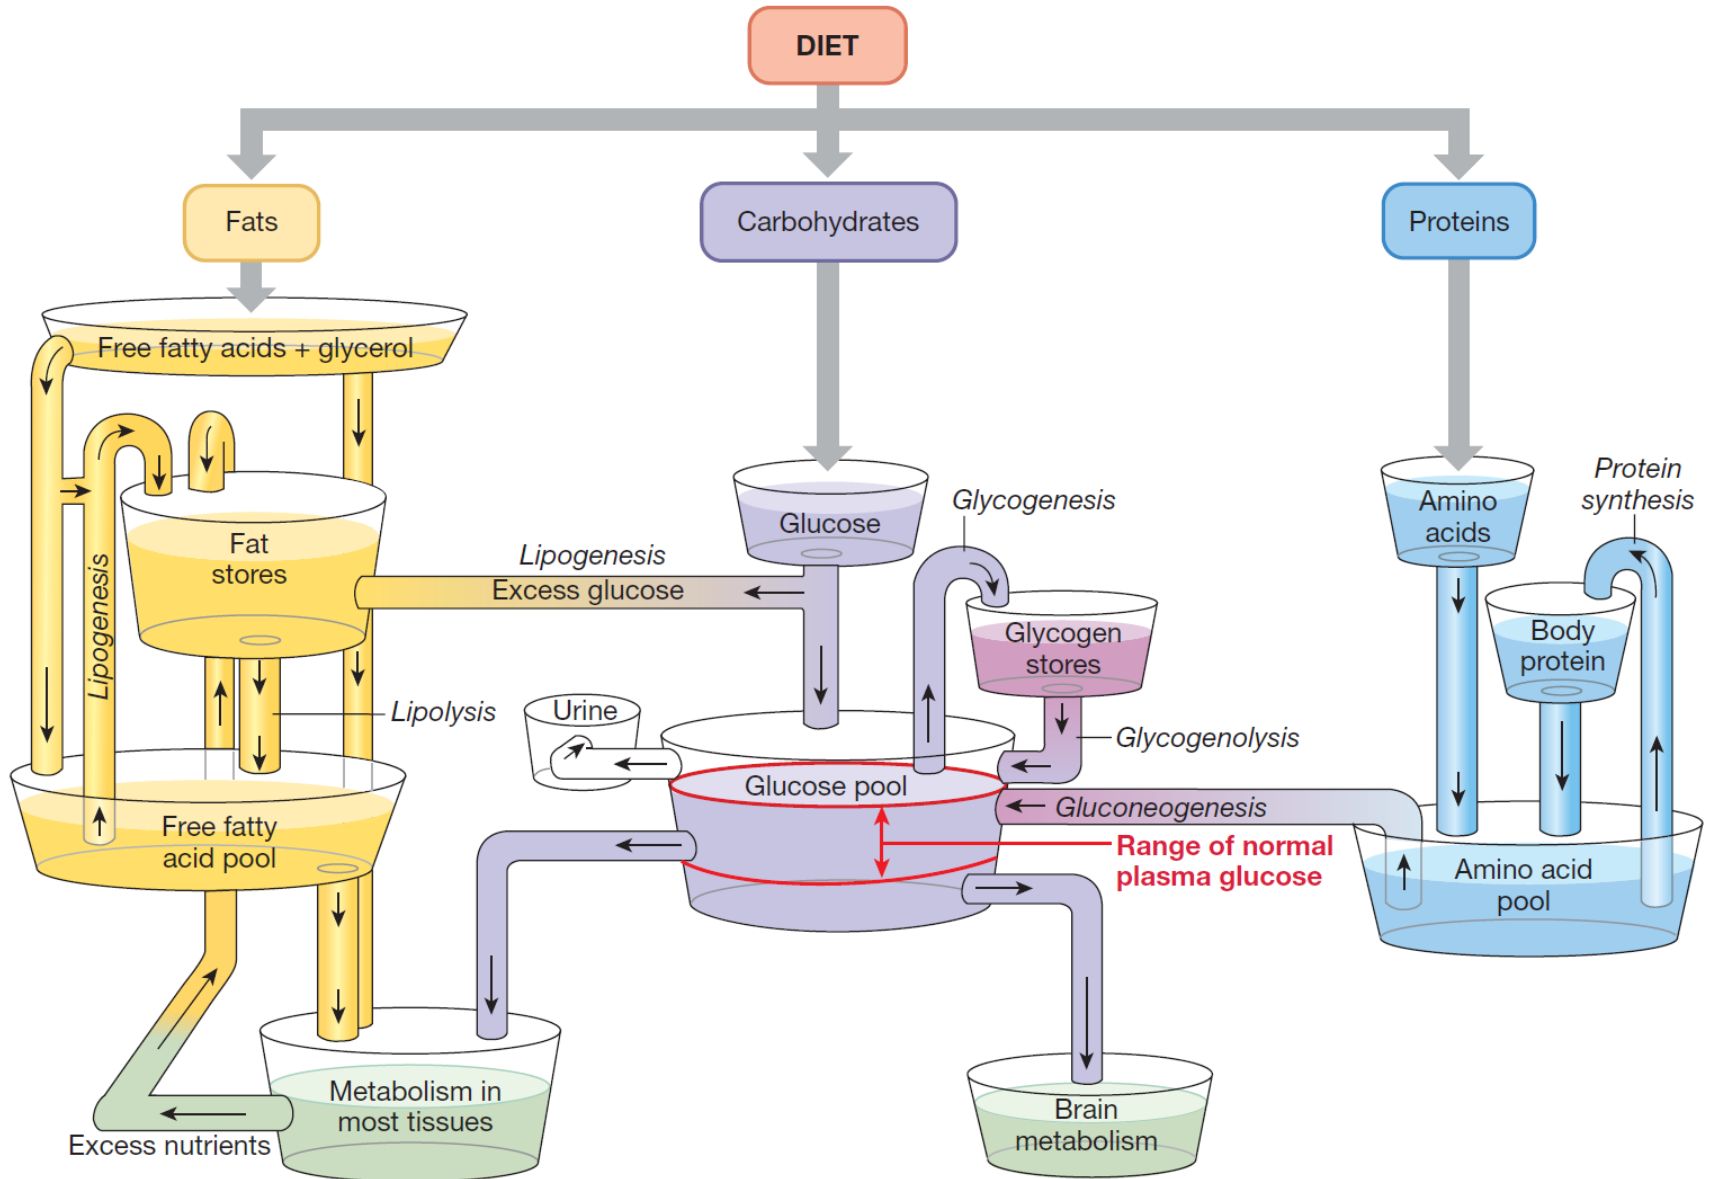 DIET
Fats
Carbohydrates
Proteins
Free fatty acids + glycerol
Fat
stores
Lipogenesis
Lipolysis
Free fatty
acid pool
Lipogenesis
Excess glucose
Glucose
Glycogenesis
Glycogen
stores
Glycogenolysis
Urine
Glucose pool
Gluconeogenesis
Range of normal
plasma glucose
Amino
acids
Protein
synthesis
Body
protein
Amino acid
pool
Metabolism in
most tissues
Excess nutrients
Brain
metabolism